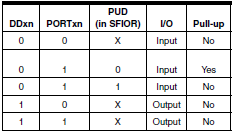 DDxn PORTxn PUD (in SFIOR) I/O Pull-up
0 0 X Input No
0 1 0 Input Yes
0 1 1 Input No
1 0 X Output No
1 1 X Output No